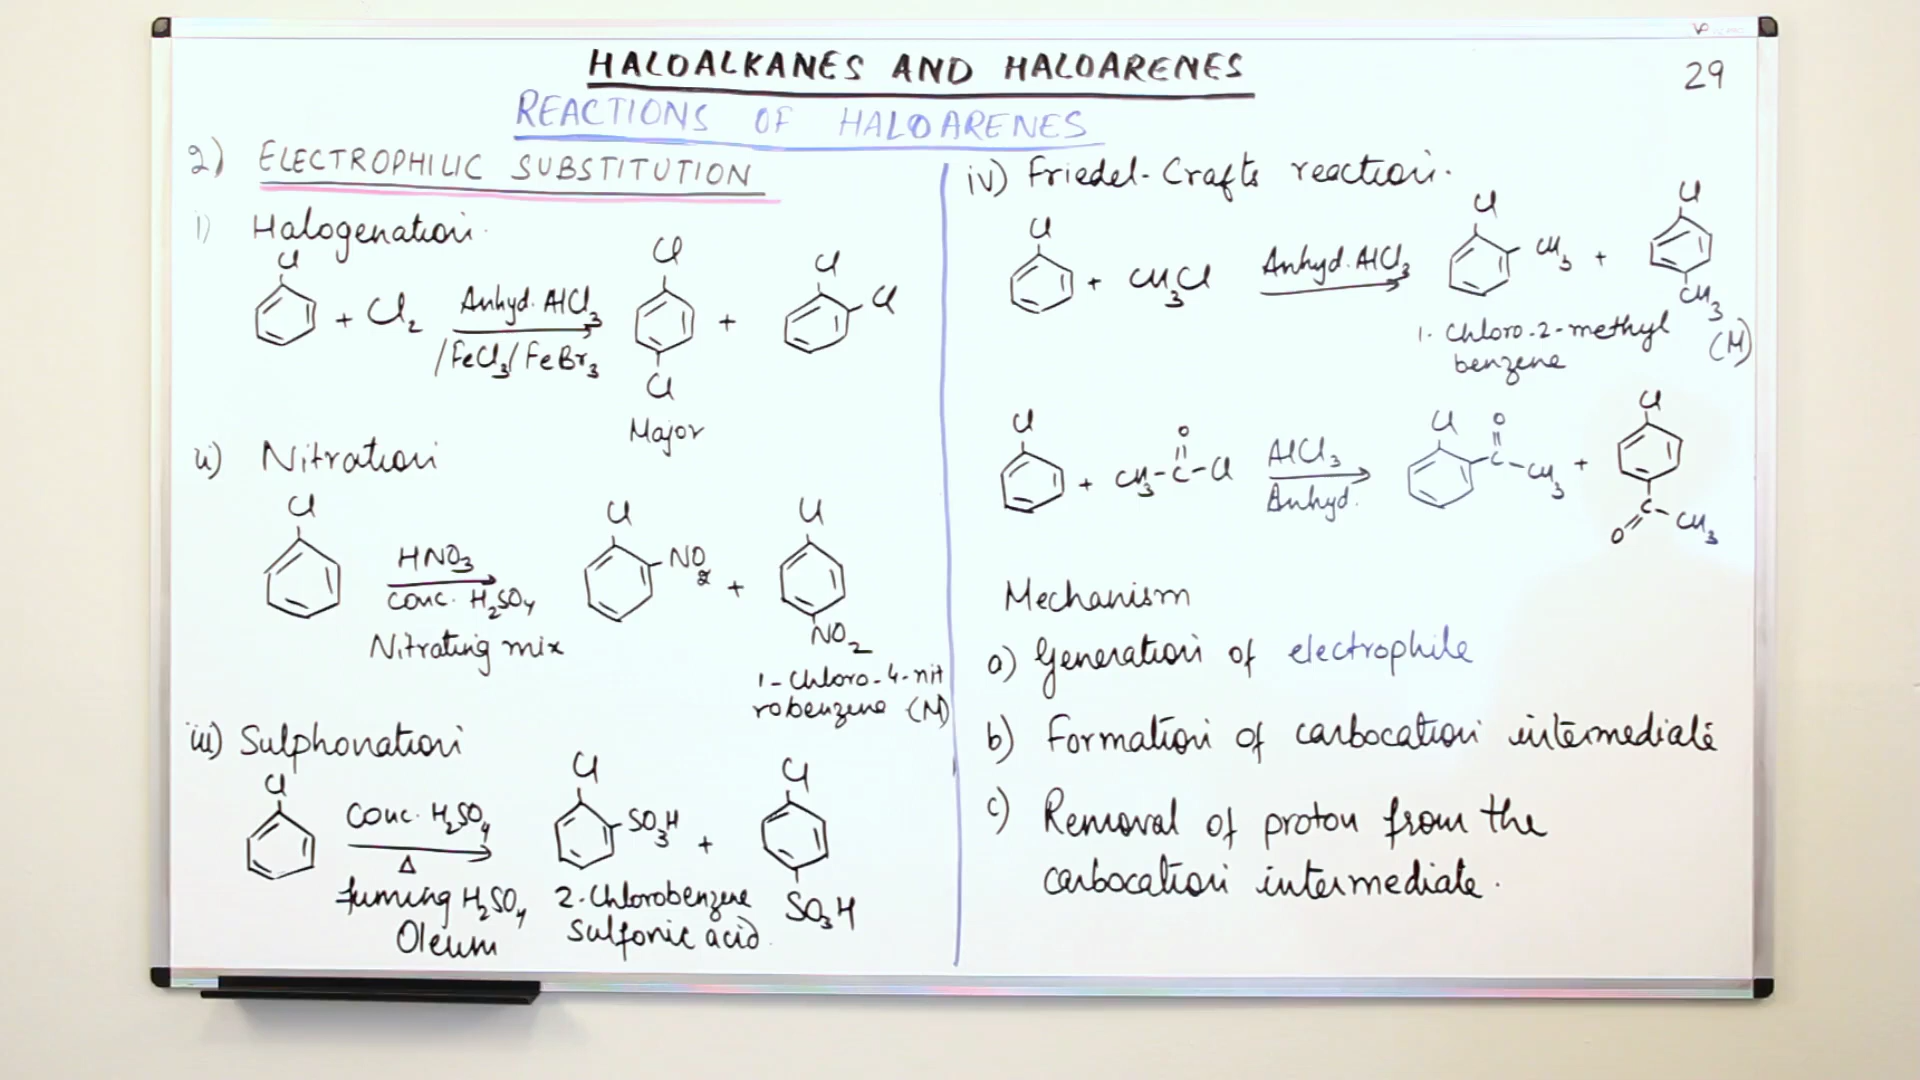 HALOALKANES AND HALOARENES
29
REACTIONS OF HALOARENES
2) ELECTROPHILIC SUBSTITUTION
i) Halogenation
Cl
+ Cl2
Anhyd. AlCl3
/FeCl3/FeBr3
Cl
Cl
Major
+
Cl
Cl
ii) Nitration
Cl
HNO3
conc. H2SO4
Nitrating mix
Cl
NO2
+
Cl
NO2
1-Chloro-4-nit
robenzene (M)
iii) Sulphonation
Cl
Conc. H2SO4
Δ
fuming H2SO4
Oleum
Cl
SO3H
2-Chlorobenzene
sulfonic acid
+
Cl
SO3H
iv) Friedel-Crafts reaction.
Cl
+ CH3Cl
Anhyd. AlCl3
Cl
CH3
1-Chloro-2-methyl
benzene
+
Cl
CH3
(M)
Cl
+
O
CH3-C-Cl
AlCl3
Anhyd.
Cl
O
C-CH3
+
Cl
C-CH3
O
Mechanism
a) Generation of electrophile
b) Formation of carbocation intermediate
c) Removal of proton from the
carbocation intermediate.